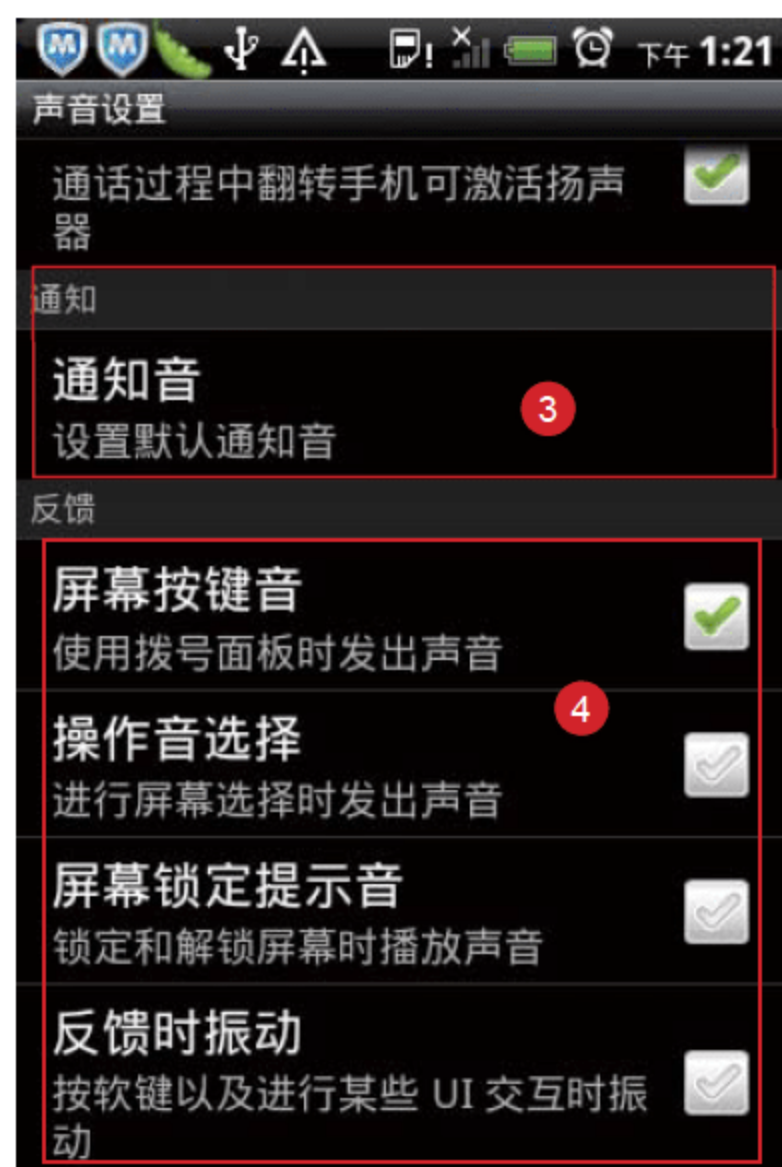 下午 1:21
声音设置
通话过程中翻转手机可激活扬声
器
通知
通知音
设置默认通知音
3
反馈
屏幕按键音
使用拨号面板时发出声音
4
操作音选择
进行屏幕选择时发出声音
屏幕锁定提示音
锁定和解锁屏幕时播放声音
反馈时振动
按软键以及进行某些 UI 交互时振
动